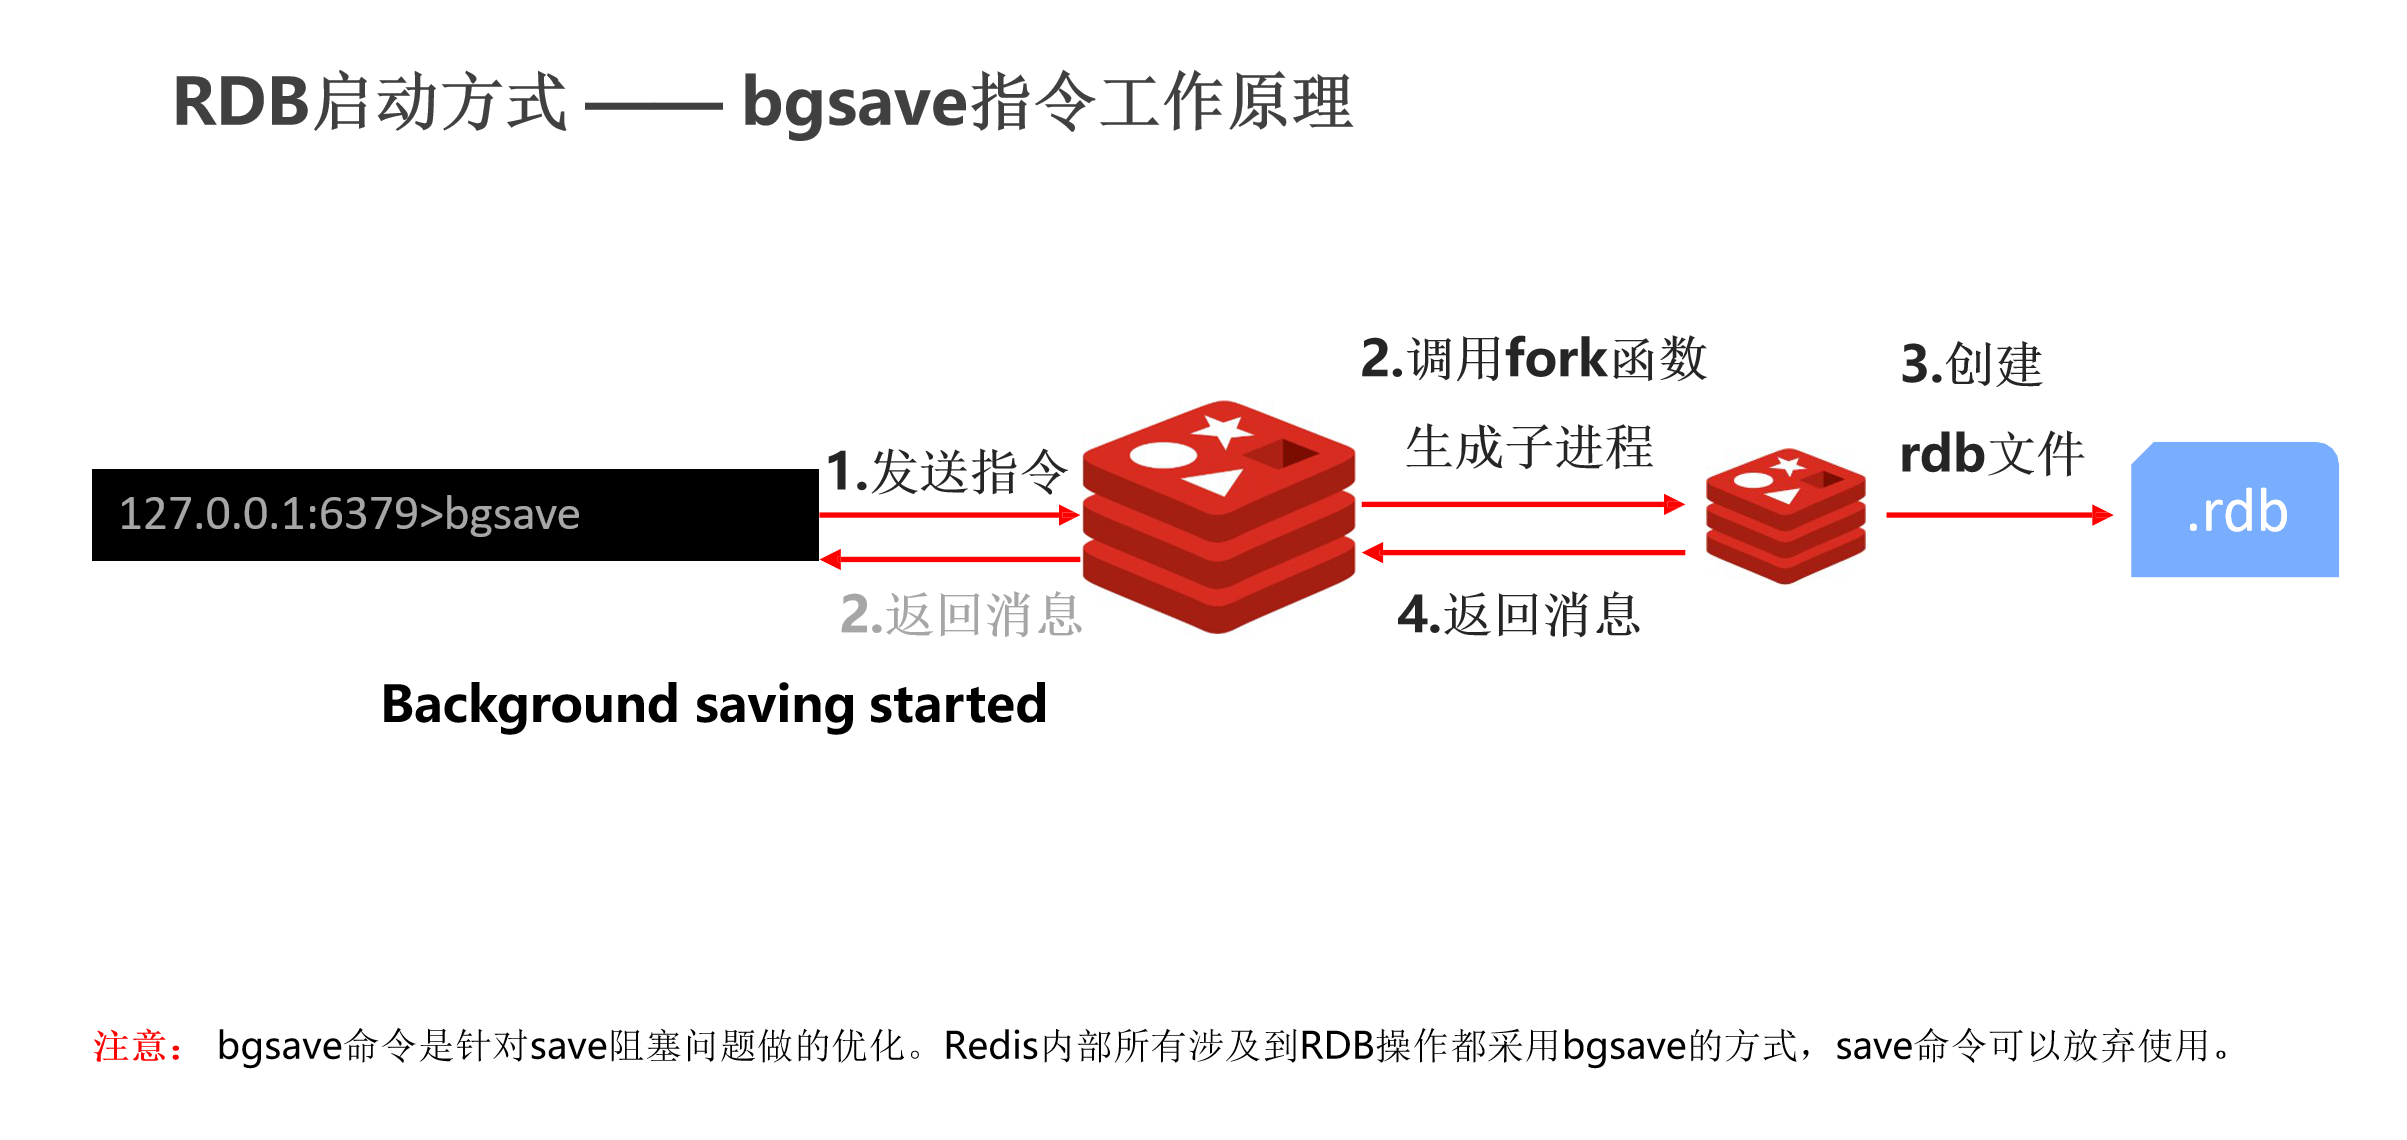 RDB启动方式 —— bgsave指令工作原理
2.调用fork函数
生成子进程
3.创建
rdb文件
1.发送指令
127.0.0.1:6379>bgsave
.rdb
2.返回消息
4.返回消息
Background saving started
注意： bgsave命令是针对save阻塞问题做的优化。Redis内部所有涉及到RDB操作都采用bgsave的方式，save命令可以放弃使用。